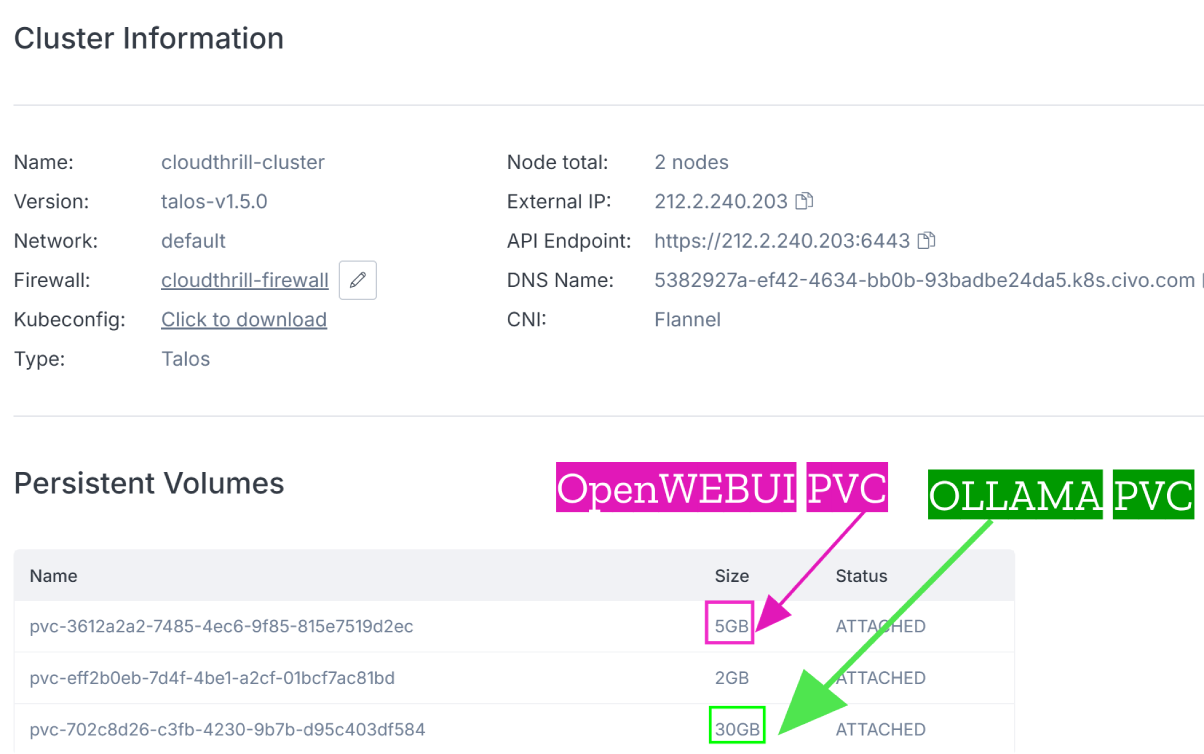 Cluster Information
Name: cloudthrill-cluster Node total: 2 nodes
Version: talos-v1.5.0 External IP: 212.2.240.203
Network: default API Endpoint: https://212.2.240.203:6443
Firewall: cloudthrill-firewall DNS Name: 5382927a-ef42-4634-bb0b-93badbe24da5.k8s.civo.com
Kubeconfig: Click to download CNI: Flannel
Type: Talos
Persistent Volumes OpenWEBUI PVC OLLAMA PVC
Name Size Status
pvc-3612a2a2-7485-4ec6-9f85-815e7519d2ec 5GB ATTACHED
pvc-eff2b0eb-7d4f-4be1-a2cf-01bcf7ac81bd 2GB ATTACHED
pvc-702c8d26-c3fb-4230-9b7b-d95c403df584 30GB ATTACHED